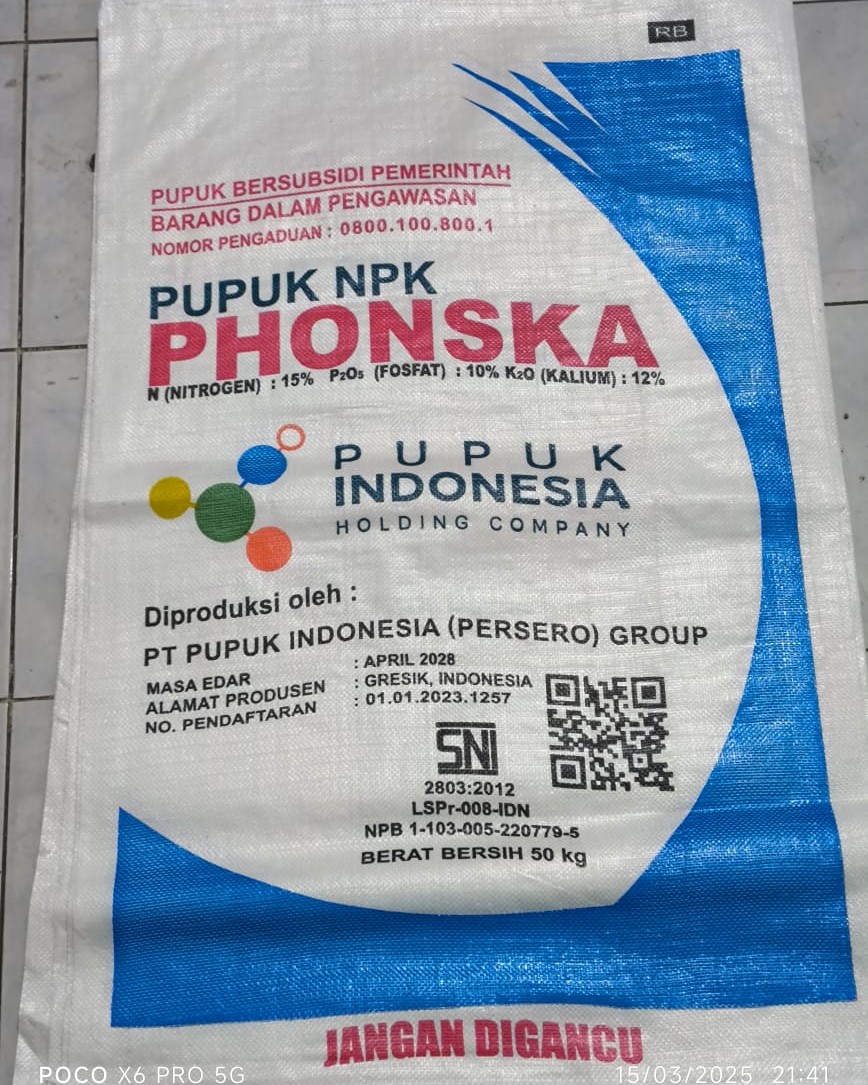 RB
PUPUK BERSUBSIDI PEMERINTAH
BARANG DALAM PENGAWASAN
NOMOR PENGADUAN : 0800.100.800.1
PUPUK NPK
PHONSKA
N (NITROGEN) : 15% P₂O₅ (FOSFAT) : 10% K₂O (KALIUM) : 12%
PUPUK
INDONESIA
HOLDING COMPANY
Diproduksi oleh :
PT PUPUK INDONESIA (PERSERO) GROUP
MASA EDAR : APRIL 2028
ALAMAT PRODUSEN : GRESIK, INDONESIA
NO. PENDAFTARAN : 01.01.2023.1257
SNI
2803:2012
LSPr-008-IDN
NPB 1-103-005-220779-5
BERAT BERSIH 50 kg
JANGAN DIGANCU
POCO X6 PRO 5G 15/03/2025 21:41